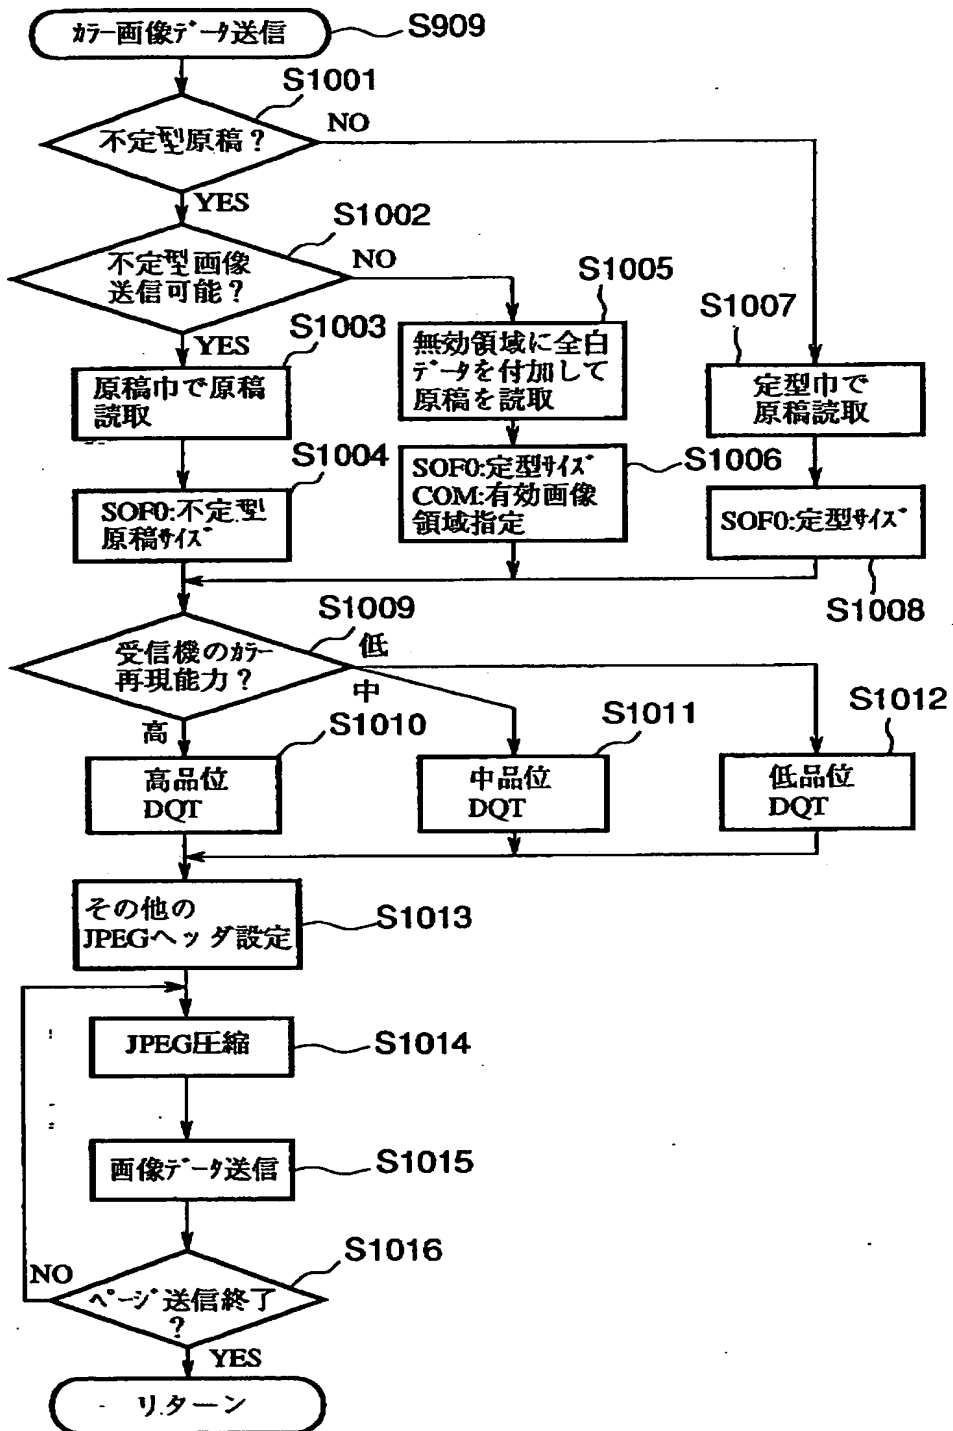 カラー画像データ送信
S909
S1001
不定型原稿?
NO
YES
S1002
不定型画像
送信可能?
NO
YES
S1003
原稿巾で原稿
読取
S1004
SOF0:不定型
原稿サイズ
S1005
無効領域に全白
データを付加して
原稿を読取
S1006
SOF0:定型サイズ
COM:有効画像
領域指定
S1007
定型巾で
原稿読取
SOF0:定型サイズ
S1008
S1009
受信機のカラー
再現能力?
低
中
高
S1010
高品位
DQT
S1011
中品位
DQT
S1012
低品位
DQT
その他の
JPEGヘッダ設定
S1013
JPEG圧縮
S1014
画像データ送信
S1015
S1016
ページ送信終了
?
NO
YES
リターン